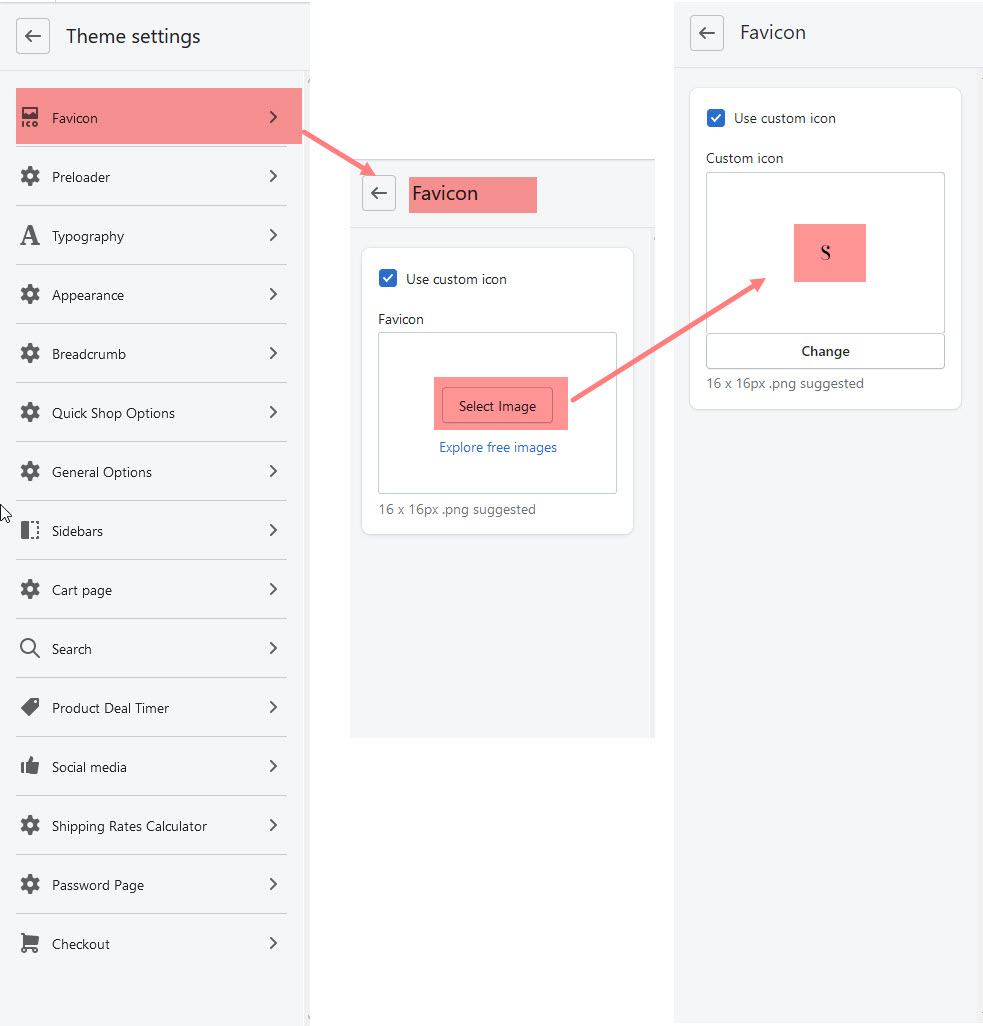 Theme settings
ICO
Favicon
Preloader
A
Typography
Appearance
Breadcrumb
Quick Shop Options
General Options
Sidebars
Cart page
Search
Product Deal Timer
Social media
Shipping Rates Calculator
Password Page
Checkout
Favicon
Use custom icon
Favicon
Select Image
Explore free images
16 x 16px .png suggested
Favicon
Use custom icon
Custom icon
S
Change
16 x 16px .png suggested